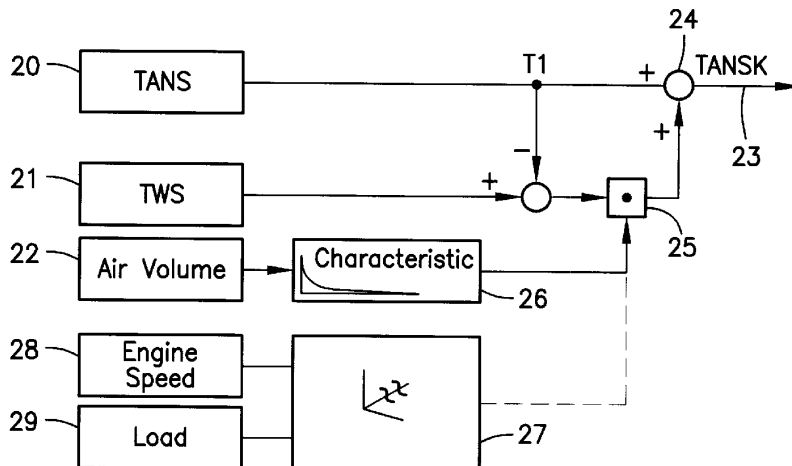 20
TANS
T1
+
24
TANSK
23
+
−
21
TWS
+
25
22
Air Volume
Characteristic
26
28
Engine
Speed
29
Load
27